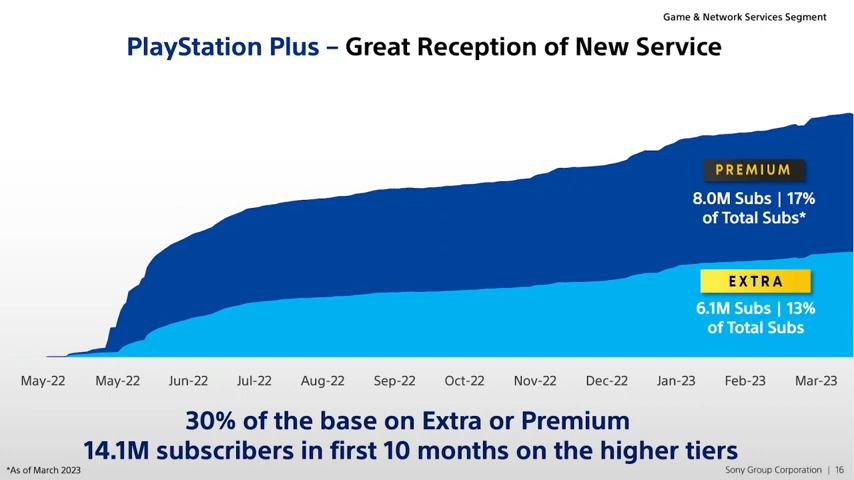 Game & Network Services Segment
PlayStation Plus – Great Reception of New Service
PREMIUM
8.0M Subs | 17%
of Total Subs*
EXTRA
6.1M Subs | 13%
of Total Subs
May-22 May-22 Jun-22 Jul-22 Aug-22 Sep-22 Oct-22 Nov-22 Dec-22 Jan-23 Feb-23 Mar-23
30% of the base on Extra or Premium
14.1M subscribers in first 10 months on the higher tiers
*As of March 2023
Sony Group Corporation | 16